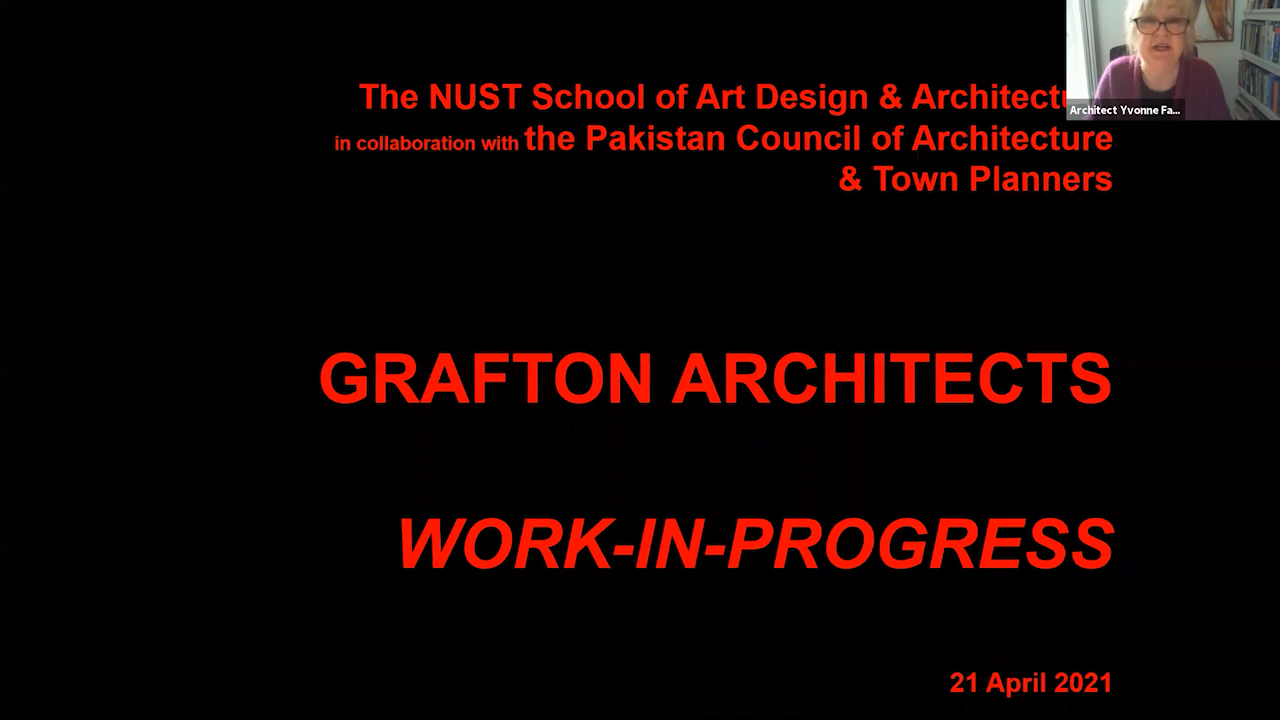 The NUST School of Art Design & Architectu
in collaboration with the Pakistan Council of Architecture
& Town Planners
Architect Yvonne Fa...
GRAFTON ARCHITECTS
WORK-IN-PROGRESS
21 April 2021